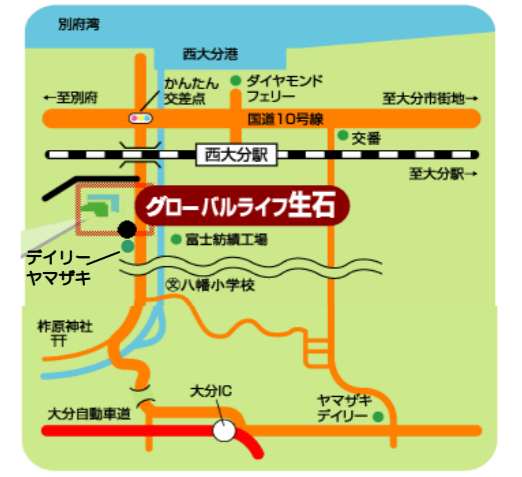 別府湾
西大分港
かんたん
交差点
ダイヤモンド
フェリー
←至別府
至大分市街地→
国道10号線
交番
西大分駅
至大分駅→
グローバルライフ生石
デイリー
ヤマザキ
富士紡績工場
文八幡小学校
柞原神社
大分IC
大分自動車道
ヤマザキ
デイリー